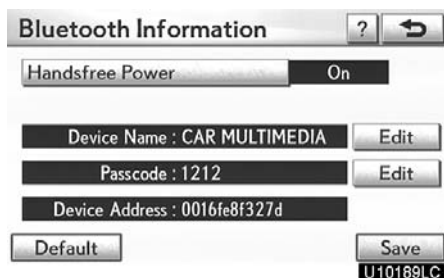 Bluetooth Information ?
Handsfree Power On
Device Name : CAR MULTIMEDIA Edit
Passcode : 1212 Edit
Device Address : 0016fe8f327d
Default Save
U10189LC